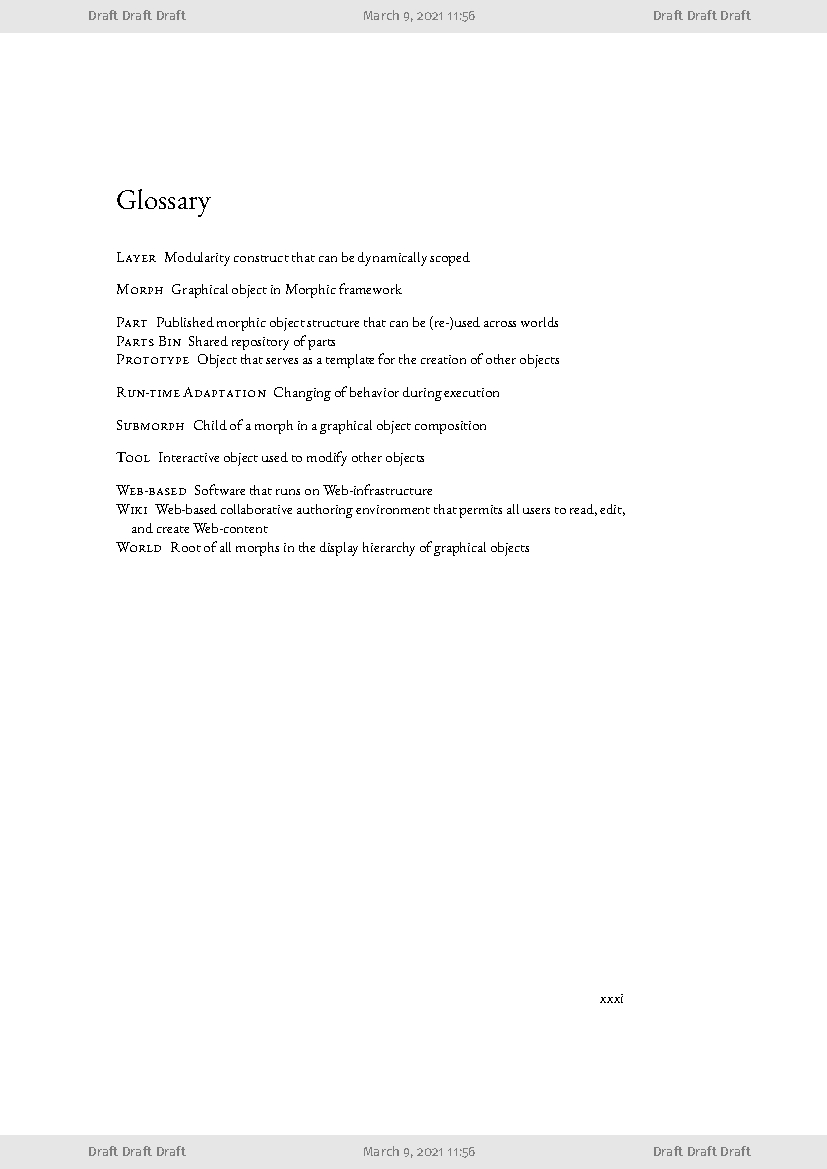 Draft Draft Draft March 9, 2021 11:56 Draft Draft Draft
Glossary
Layer Modularity construct that can be dynamically scoped
Morph Graphical object in Morphic framework
Part Published morphic object structure that can be (re-)used across worlds
Parts Bin Shared repository of parts
Prototype Object that serves as a template for the creation of other objects
Run-time Adaptation Changing of behavior during execution
Submorph Child of a morph in a graphical object composition
Tool Interactive object used to modify other objects
Web-based Software that runs on Web-infrastructure
Wiki Web-based collaborative authoring environment that permits all users to read, edit,
and create Web-content
World Root of all morphs in the display hierarchy of graphical objects
xxxi
Draft Draft Draft March 9, 2021 11:56 Draft Draft Draft